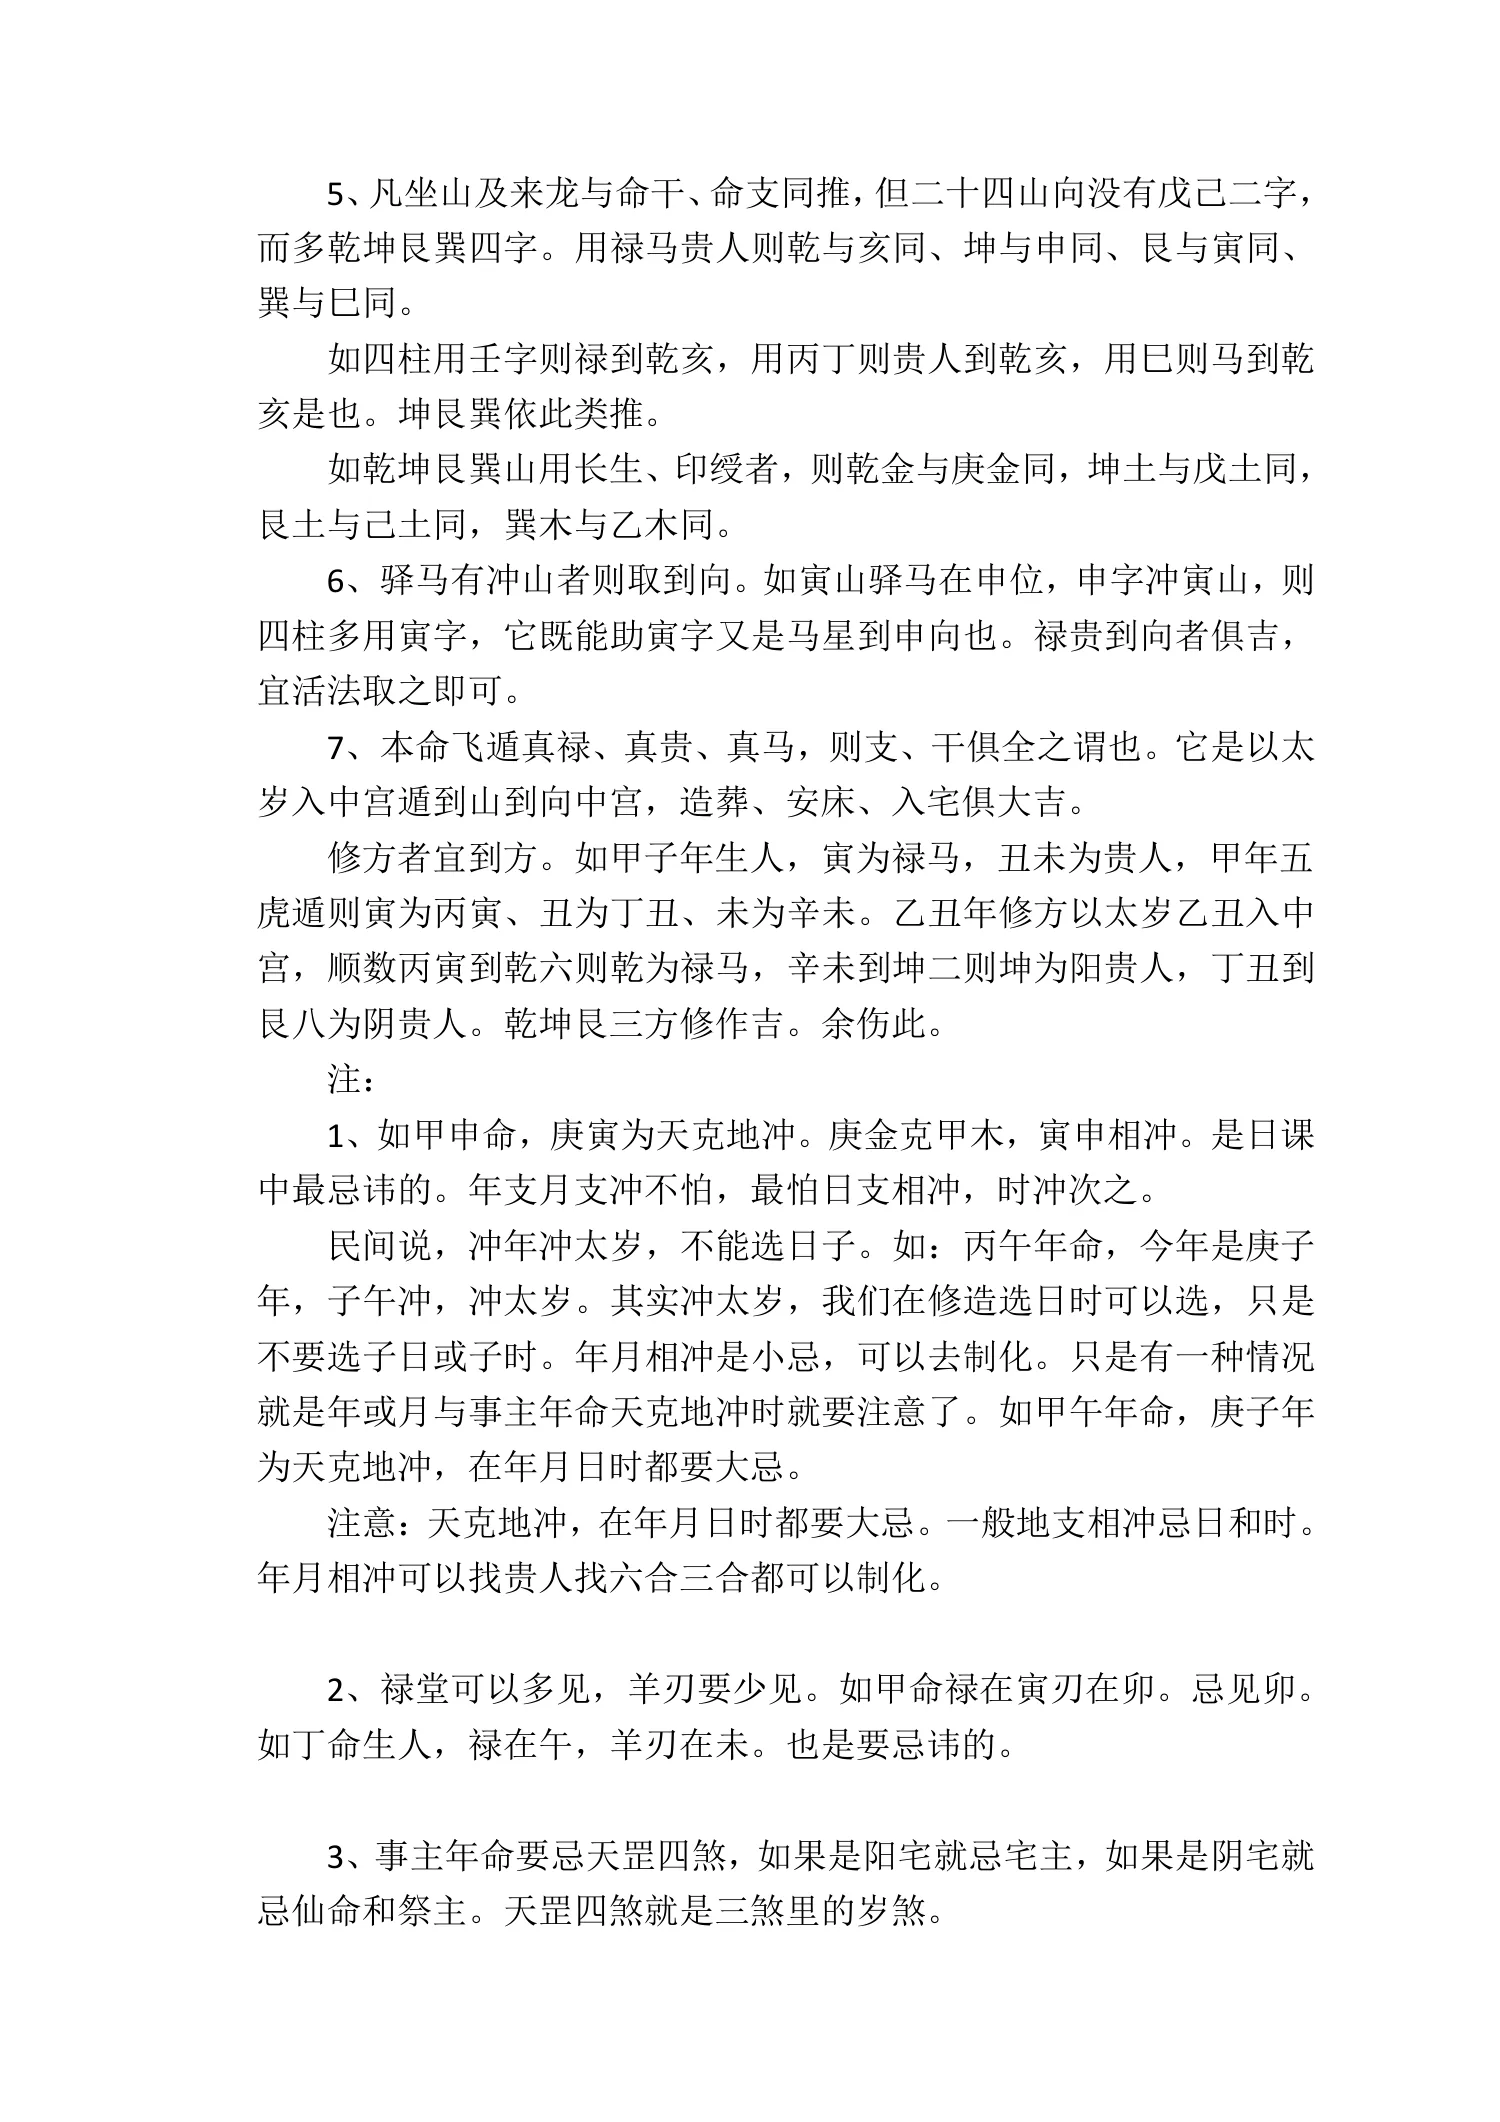 5、凡坐山及来龙与命干、命支同推，但二十四山向没有戊己二字，
而多乾坤艮巽四字。用禄马贵人则乾与亥同、坤与申同、艮与寅同、
巽与巳同。
如四柱用壬字则禄到乾亥，用丙丁则贵人到乾亥，用巳则马到乾
亥是也。坤艮巽依此类推。
如乾坤艮巽山用长生、印绶者，则乾金与庚金同，坤土与戊土同，
艮土与己土同，巽木与乙木同。
6、驿马有冲山者则取到向。如寅山驿马在申位，申字冲寅山，则
四柱多用寅字，它既能助寅字又是马星到申向也。禄贵到向者俱吉，
宜活法取之即可。
7、本命飞遁真禄、真贵、真马，则支、干俱全之谓也。它是以太
岁入中宫遁到山到向中宫，造葬、安床、入宅俱大吉。
修方者宜到方。如甲子年生人，寅为禄马，丑未为贵人，甲年五
虎遁则寅为丙寅、丑为丁丑、未为辛未。乙丑年修方以太岁乙丑入中
宫，顺数丙寅到乾六则乾为禄马，辛未到坤二则坤为阳贵人，丁丑到
艮八为阴贵人。乾坤艮三方修作吉。余伤此。
注：
1、如甲申命，庚寅为天克地冲。庚金克甲木，寅申相冲。是日课
中最忌讳的。年支月支冲不怕，最怕日支相冲，时冲次之。
民间说，冲年冲太岁，不能选日子。如：丙午年命，今年是庚子
年，子午冲，冲太岁。其实冲太岁，我们在修造选日时可以选，只是
不要选子日或子时。年月相冲是小忌，可以去制化。只是有一种情况
就是年或月与事主年命天克地冲时就要注意了。如甲午年命，庚子年
为天克地冲，在年月日时都要大忌。
注意：天克地冲，在年月日时都要大忌。一般地支相冲忌日和时。
年月相冲可以找贵人找六合三合都可以制化。
2、禄堂可以多见，羊刃要少见。如甲命禄在寅刃在卯。忌见卯。
如丁命生人，禄在午，羊刃在未。也是要忌讳的。
3、事主年命要忌天罡四煞，如果是阳宅就忌宅主，如果是阴宅就
忌仙命和祭主。天罡四煞就是三煞里的岁煞。